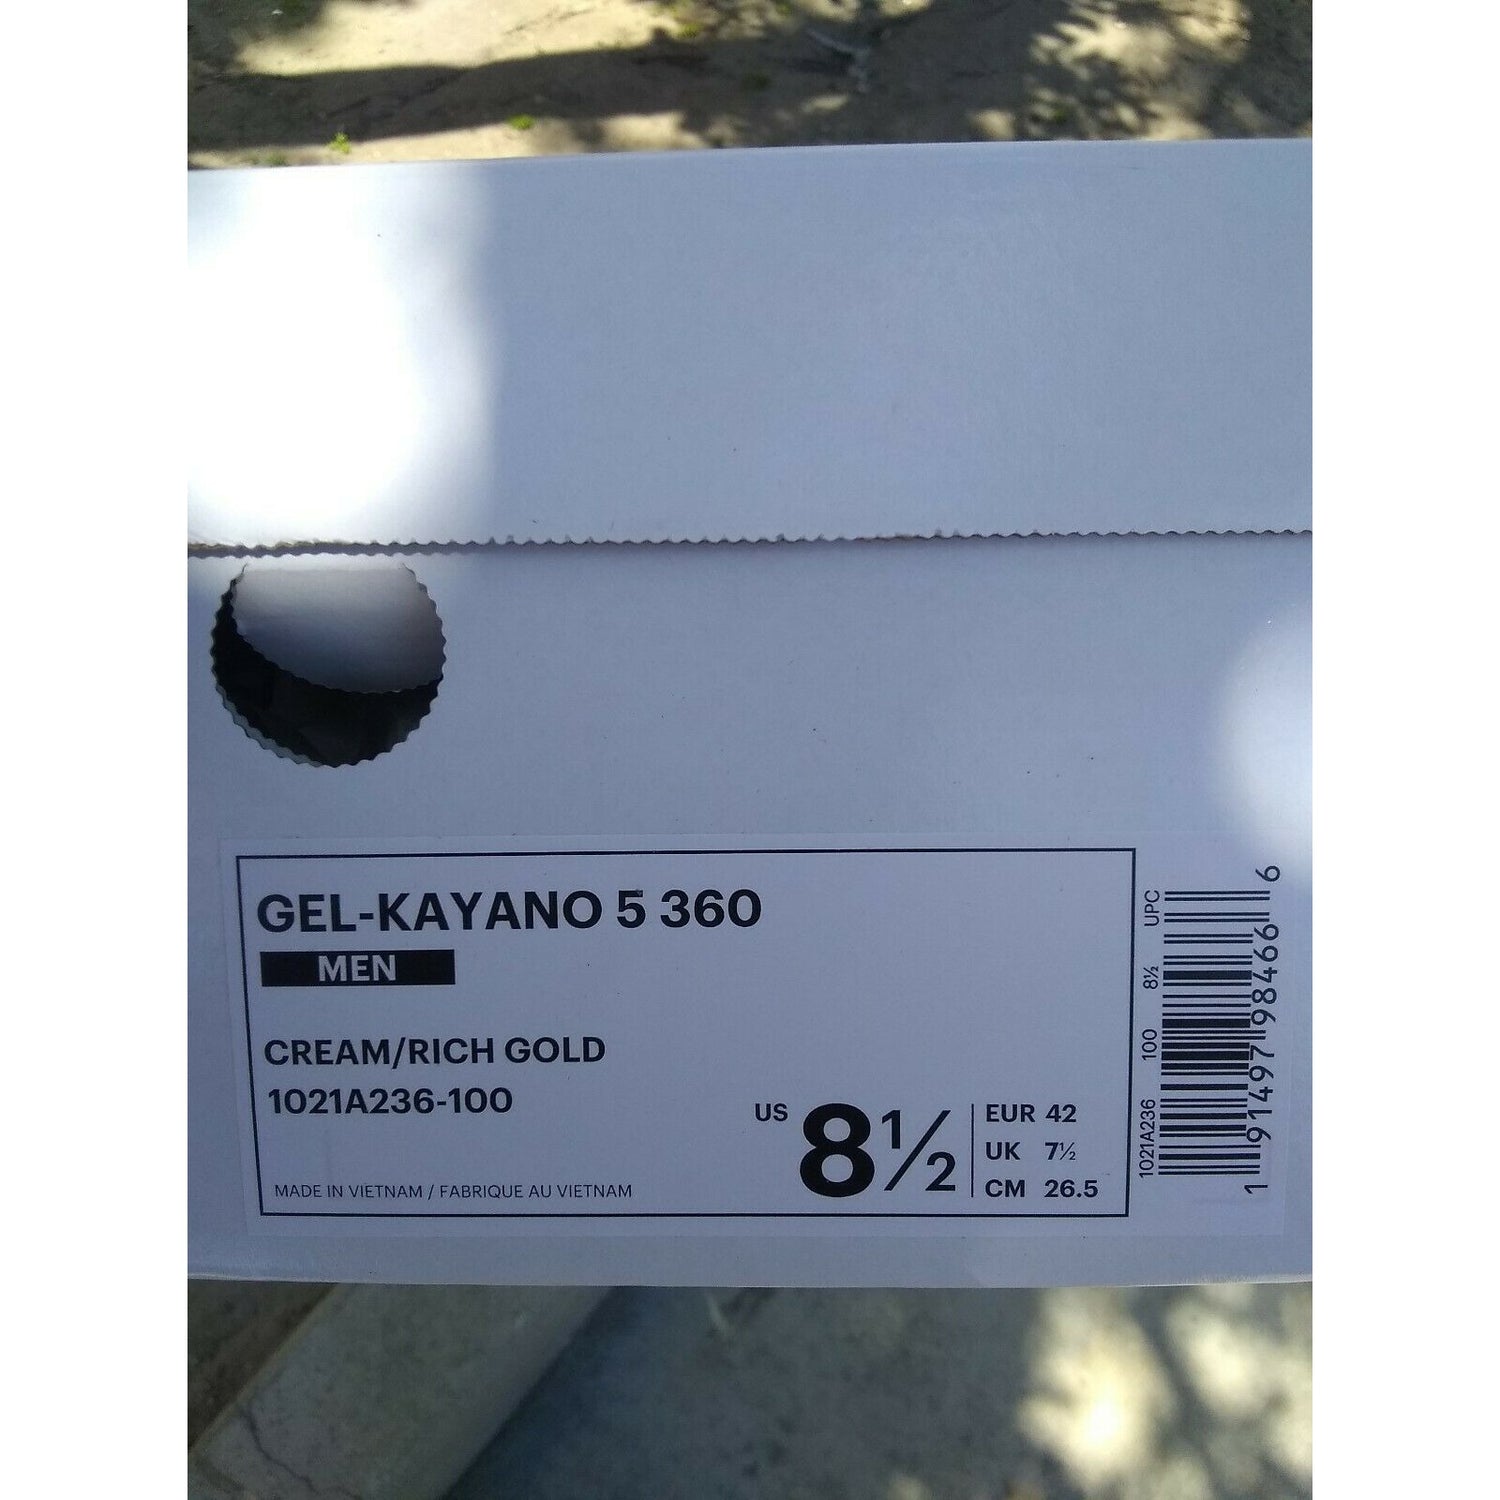 GEL-KAYANO 5 360
MEN
CREAM/RICH GOLD
1021A236-100
MADE IN VIETNAM / FABRIQUE AU VIETNAM
US 8½
EUR 42
UK 7½
CM 26.5
1021A236 100 8½ UPC
1 91497 98466 6